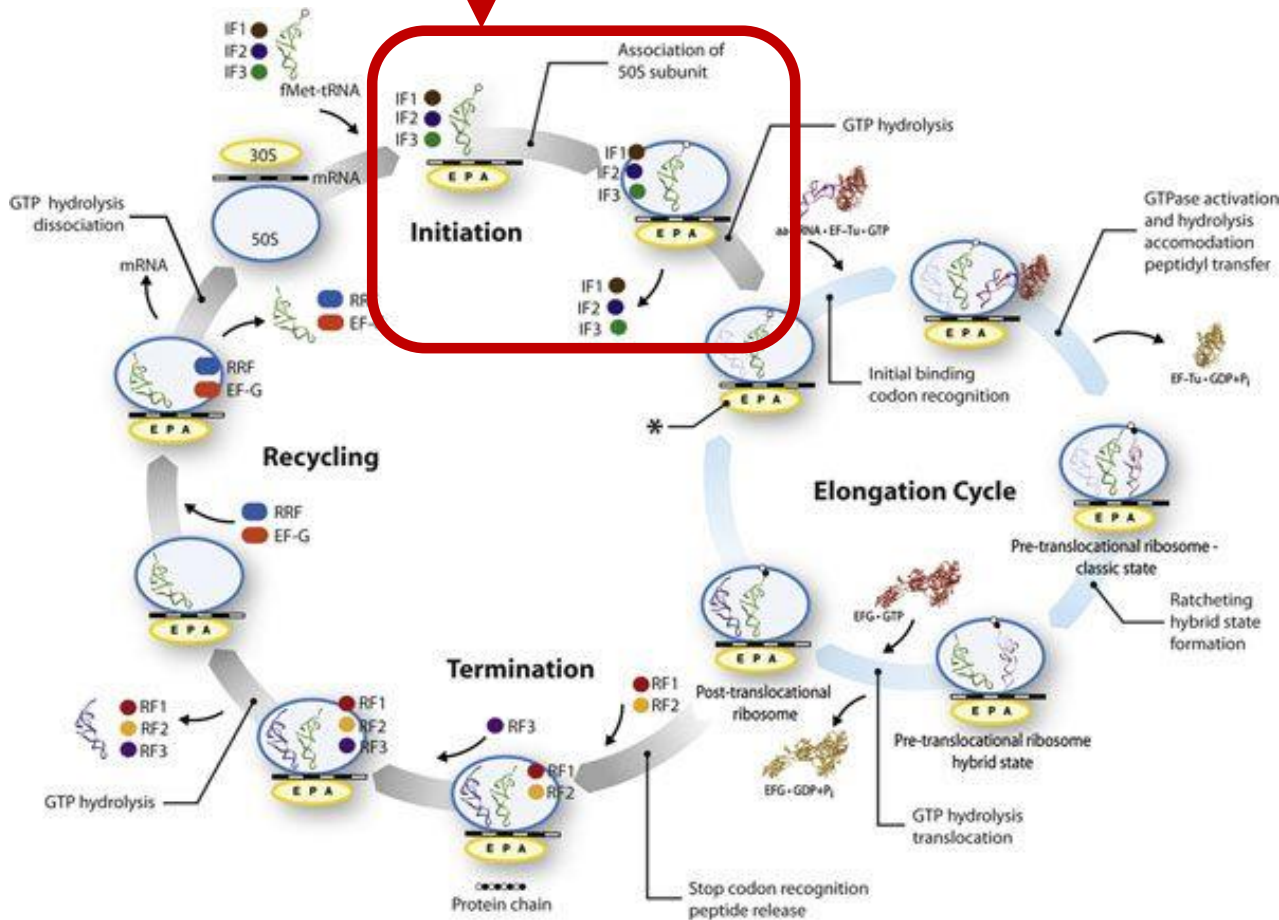 IF1
IF2
IF3
fMet-tRNA
IF1
IF2
IF3
E P A
Association of
50S subunit
IF1
IF2
IF3
E P A
GTP hydrolysis
30S
mRNA
50S
GTP hydrolysis
dissociation
mRNA
Initiation
IF1
IF2
IF3
aa-tRNA • EF-Tu • GTP
E P A
GTPase activation
and hydrolysis
accomodation
peptidyl transfer
EF-Tu • GDP+Pi
Initial binding
codon recognition
E P A
*
RRF
EF-G
E P A
Recycling
RRF
EF-G
E P A
Elongation Cycle
E P A
Pre-translocational ribosome -
classic state
Ratcheting
hybrid state
formation
EFG • GTP
E P A
Pre-translocational ribosome
hybrid state
E P A
Post-translocational
ribosome
EFG • GDP+Pi
GTP hydrolysis
translocation
Termination
RF1
RF2
RF3
RF1
RF2
E P A
Protein chain
Stop codon recognition
peptide release
RF1
RF2
RF3
E P A
RF1
RF2
RF3
GTP hydrolysis